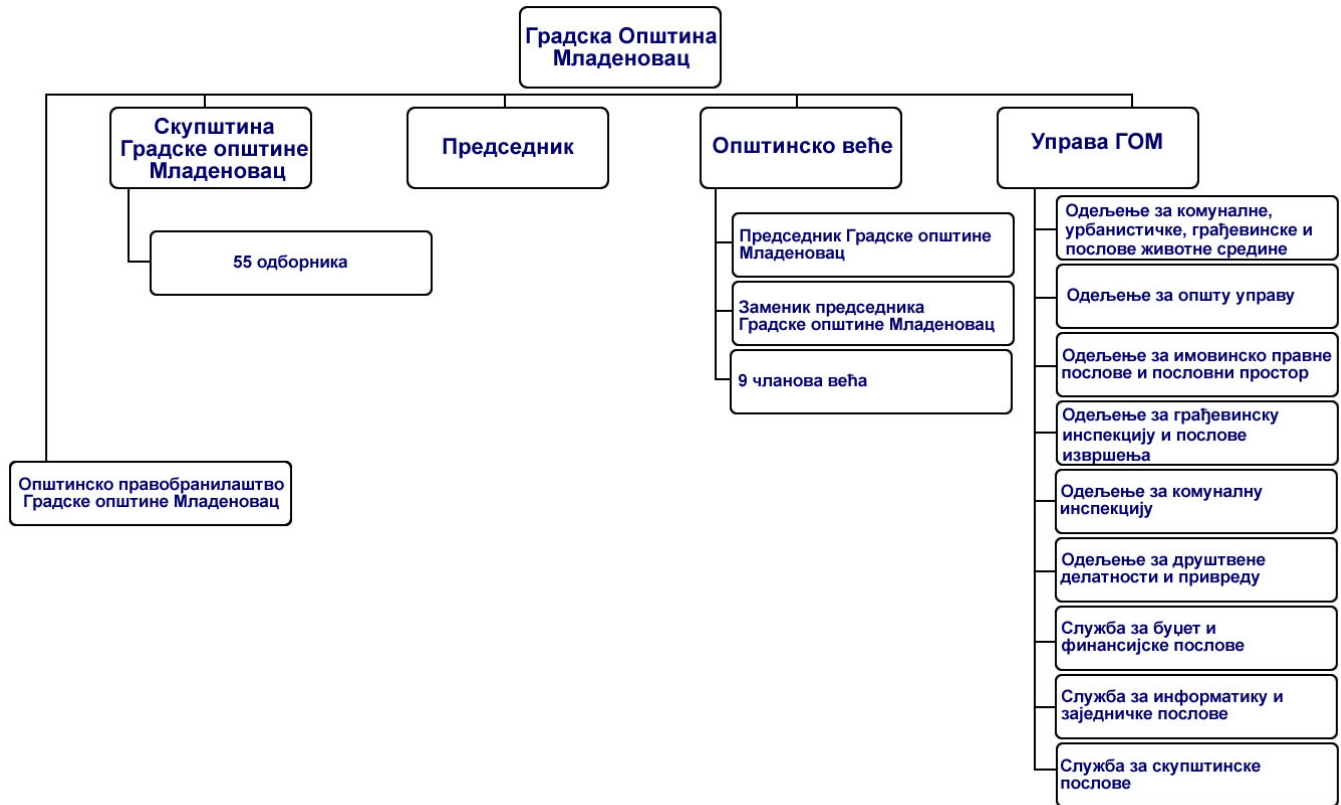 Градска Општина
Младеновац
Скупштина
Градске општине
Младеновац
Председник
Општинско веће
Управа ГОМ
55 одборника
Председник Градске општине
Младеновац
Заменик председника
Градске општине Младеновац
9 чланова већа
Општинско правобранилаштво
Градске општине Младеновац
Одељење за комуналне,
урбанистичке, грађевинске и
послове животне средине
Одељење за општу управу
Одељење за имовинско правне
послове и пословни простор
Одељење за грађевинску
инспекцију и послове
извршења
Одељење за комуналну
инспекцију
Одељење за друштвене
делатности и привреду
Служба за буџет и
финансијске послове
Служба за информатику и
заједничке послове
Служба за скупштинске
послове